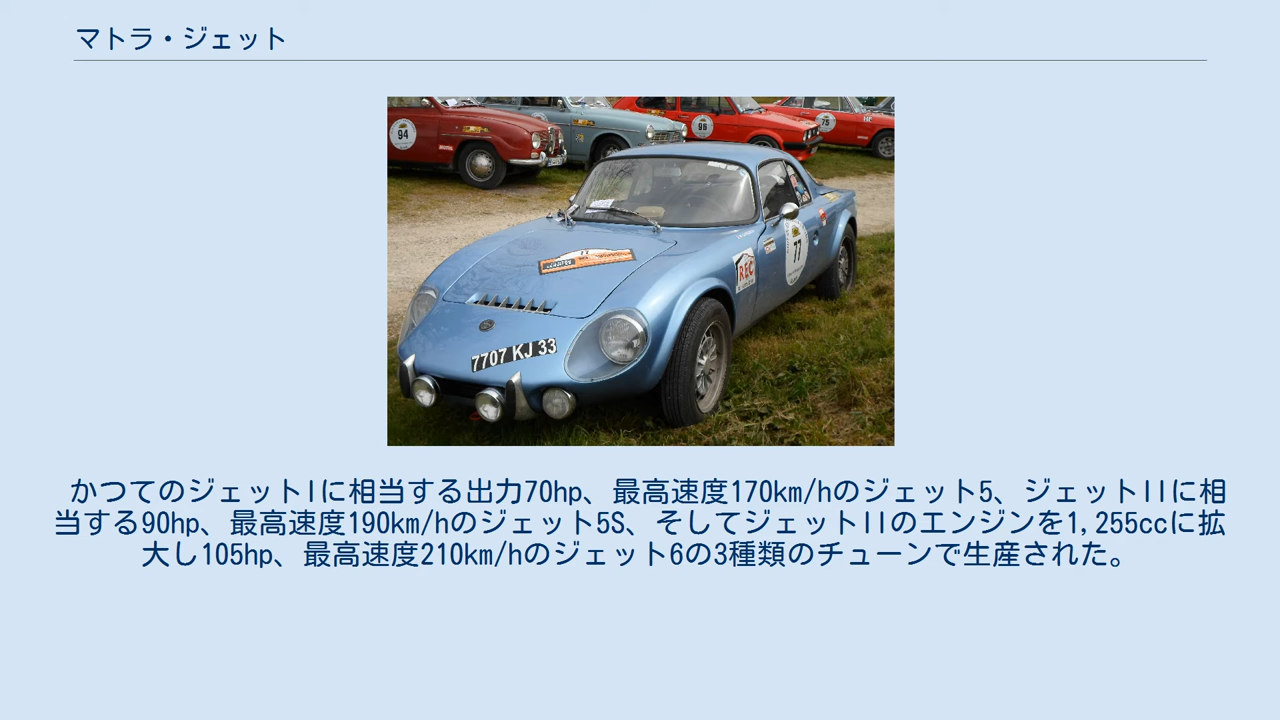 マトラ・ジェット
94
96
75
77
REC
7707 KJ 33
かつてのジェットIに相当する出力70hp、最高速度170km/hのジェット5、ジェットIIに相
当する90hp、最高速度190km/hのジェット5S、そしてジェットIIのエンジンを1,255ccに拡
大し105hp、最高速度210km/hのジェット6の3種類のチューンで生産された。